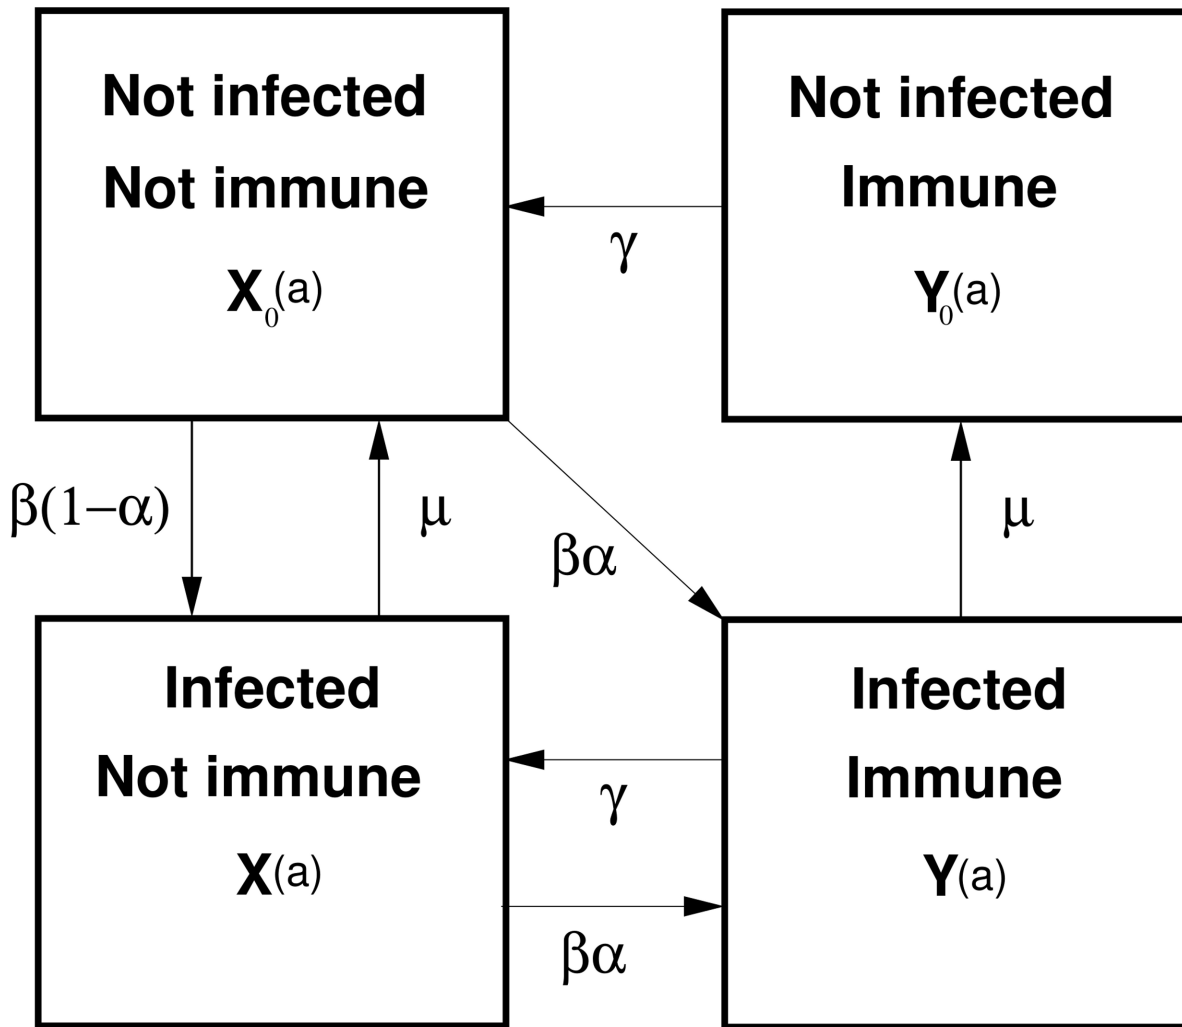 Not infected
Not immune
X₀(a)
Not infected
Immune
Y₀(a)
γ
β(1−α)
μ
βα
μ
Infected
Not immune
X(a)
Infected
Immune
Y(a)
γ
βα